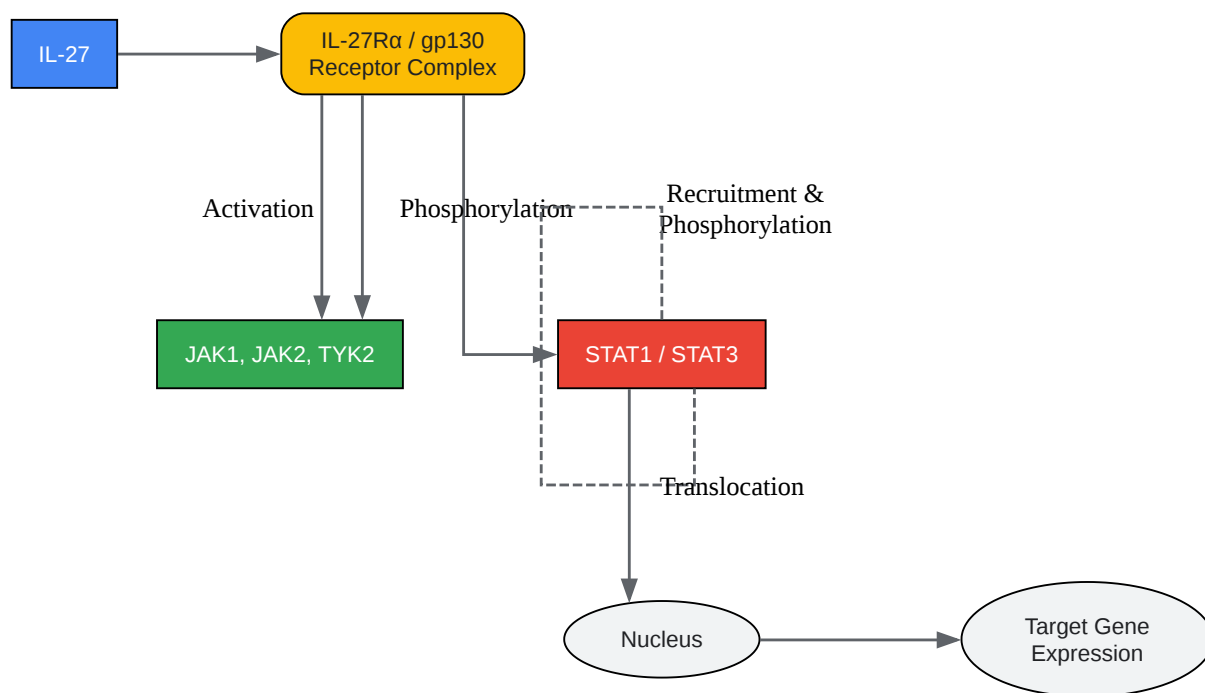 IL-27
IL-27Rα / gp130
Receptor Complex
Activation
Phosphorylation
Recruitment &
Phosphorylation
JAK1, JAK2, TYK2
STAT1 / STAT3
Translocation
Nucleus
Target Gene
Expression